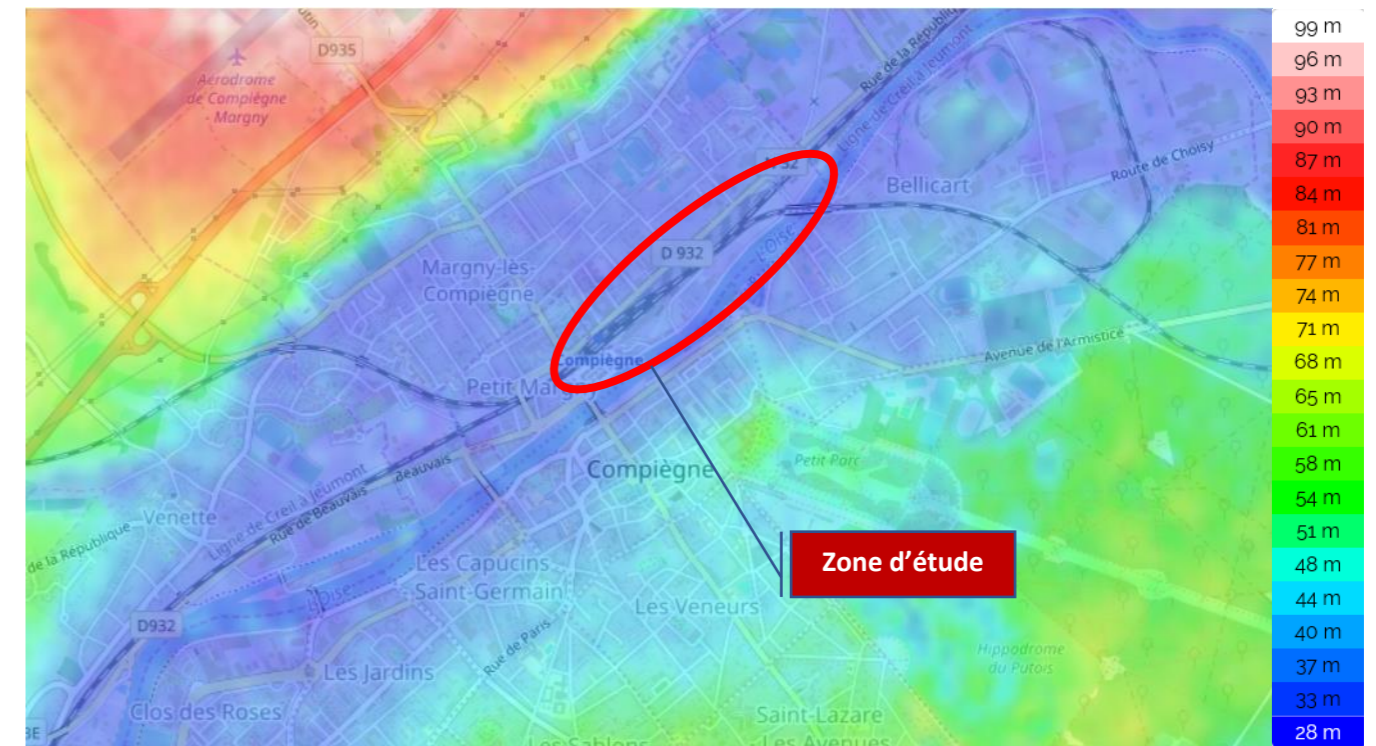 D935
Aerodrome
de Compiègne
- Margny
Rue de la Républ
Ligne de Creil à Jeumont
Route de Choisy
Bellicart
D 932
L'Oise
Margny-lès-
Compiègne
Compiègne
Petit Margny
Avenue de l'Armistice
Compiègne
Petit Parc
Beauvais
Rue de Beauvais
Ligne de Creil à Jeumont
Venette
de la République
Zone d'étude
Les Capucins
Saint-Germain
L'Oise
Les Veneurs
D932
Rue de Paris
Hippodrome
du Putois
Les Jardins
Clos des Roses
Saint-Lazare
Les Sablons
Les Avenues
99 m
96 m
93 m
90 m
87 m
84 m
81 m
77 m
74 m
71 m
68 m
65 m
61 m
58 m
54 m
51 m
48 m
44 m
40 m
37 m
33 m
28 m